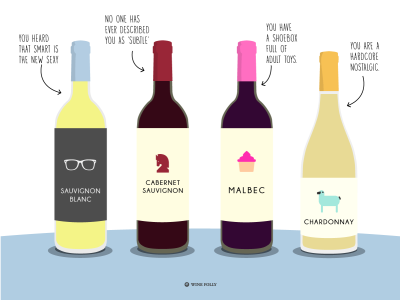 YOU HEARD
THAT SMART IS
THE NEW SEXY.
NO ONE HAS
EVER DESCRIBED
YOU AS 'SUBTLE'
YOU HAVE
A SHOEBOX
FULL OF
ADULT TOYS.
YOU ARE A
HARDCORE
NOSTALGIC.
SAUVIGNON
BLANC
CABERNET
SAUVIGNON
MALBEC
CHARDONNAY
WINE FOLLY